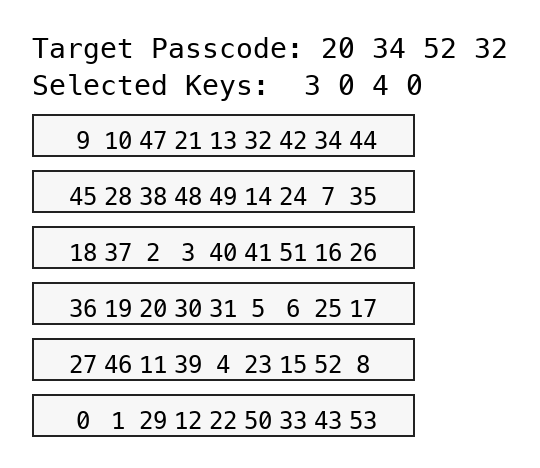 Target Passcode: 20 34 52 32
Selected Keys: 3 0 4 0
9 10 47 21 13 32 42 34 44
45 28 38 48 49 14 24 7 35
18 37 2 3 40 41 51 16 26
36 19 20 30 31 5 6 25 17
27 46 11 39 4 23 15 52 8
0 1 29 12 22 50 33 43 53